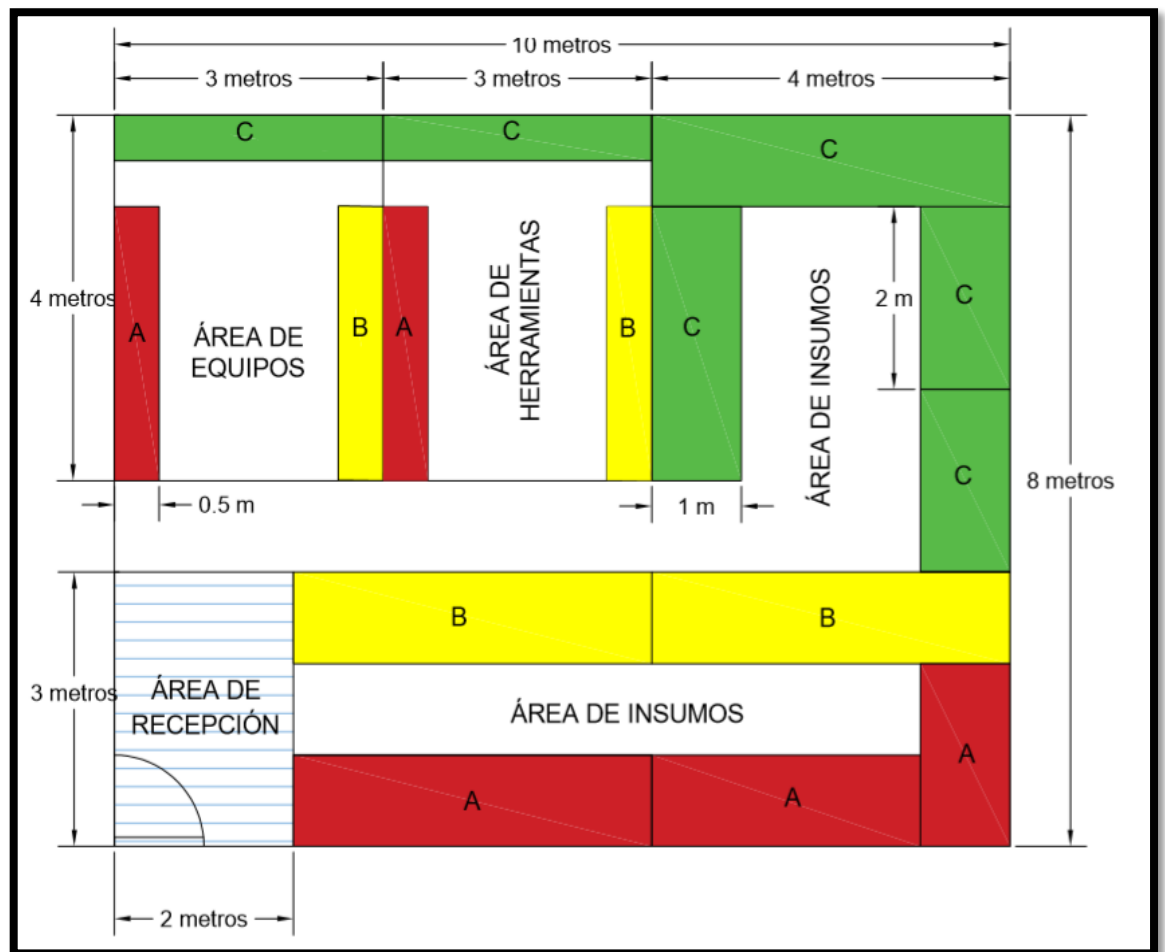 10 metros
3 metros
3 metros
4 metros
C
C
C
4 metros
A
ÁREA DE
EQUIPOS
B
A
ÁREA DE
HERRAMIENTAS
B
C
ÁREA DE INSUMOS
2 m
C
C
8 metros
0.5 m
1 m
3 metros
ÁREA DE
RECEPCIÓN
B
B
ÁREA DE INSUMOS
A
A
A
2 metros